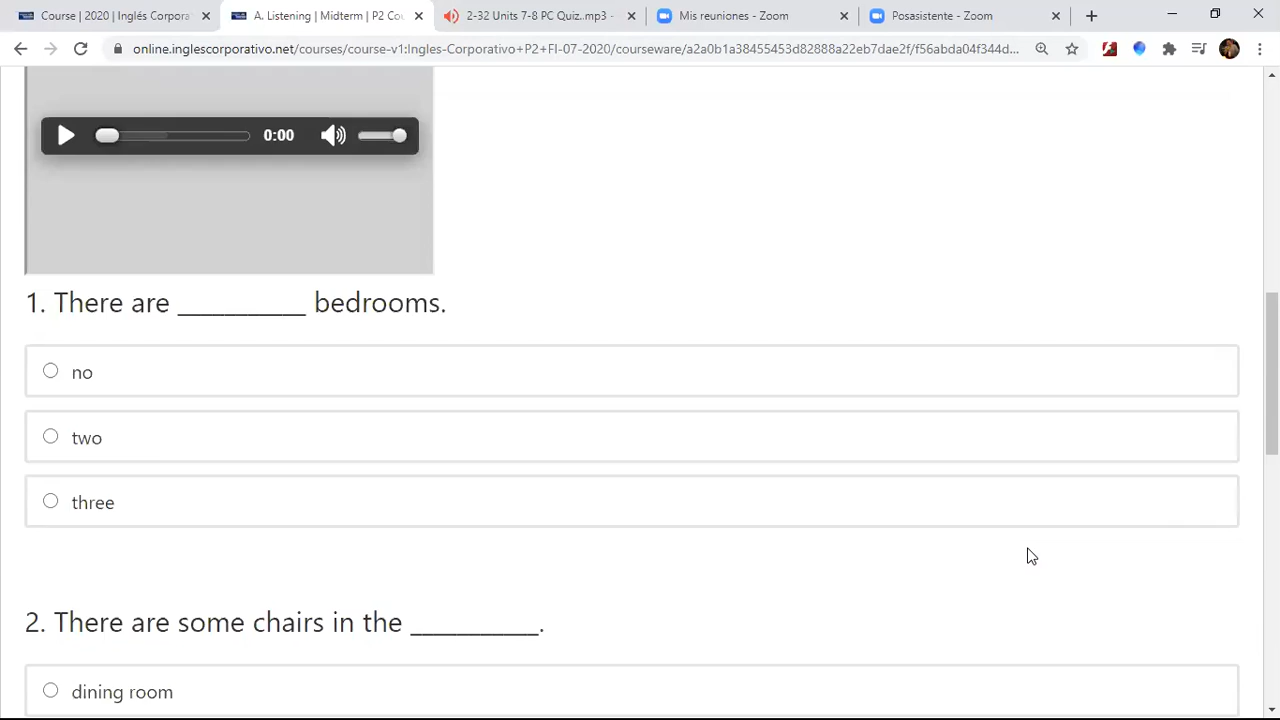 Course | 2020 | Inglés Corpora
A. Listening | Midterm | P2 Cou
2-32 Units 7-8 PC Quiz..mp3 -
Mis reuniones - Zoom
Posasistente - Zoom
online.inglescorporativo.net/courses/course-v1:Ingles-Corporativo+P2+FI-07-2020/courseware/a2a0b1a3855453d82888a22eb7dae2f/f56abda04f344d...
0:00
1. There are __________ bedrooms.
no
two
three
2. There are some chairs in the __________.
dining room